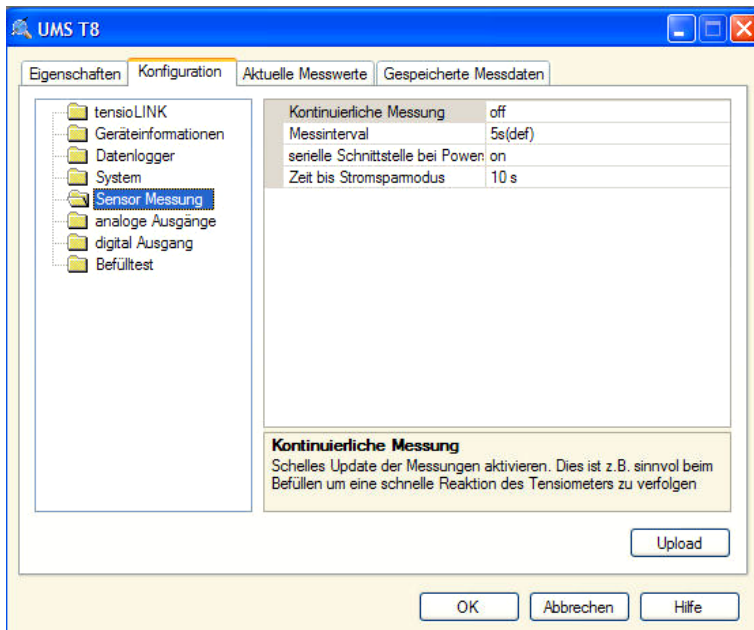 UMS T8
Eigenschaften Konfiguration Aktuelle Messwerte Gespeicherte Messdaten
tensioLINK
Geräteinformationen
Datenlogger
System
Sensor Messung
analoge Ausgänge
digital Ausgang
Befülltest
Kontinuierliche Messung off
Messinterval 5s(def)
serielle Schnittstelle bei Power: on
Zeit bis Stromsparmodus 10 s
Kontinuierliche Messung
Schelles Update der Messungen aktivieren. Dies ist z.B. sinnvol beim
Befüllen um eine schnelle Reaktion des Tensiometers zu verfolgen
Upload
OK Abbrechen Hilfe